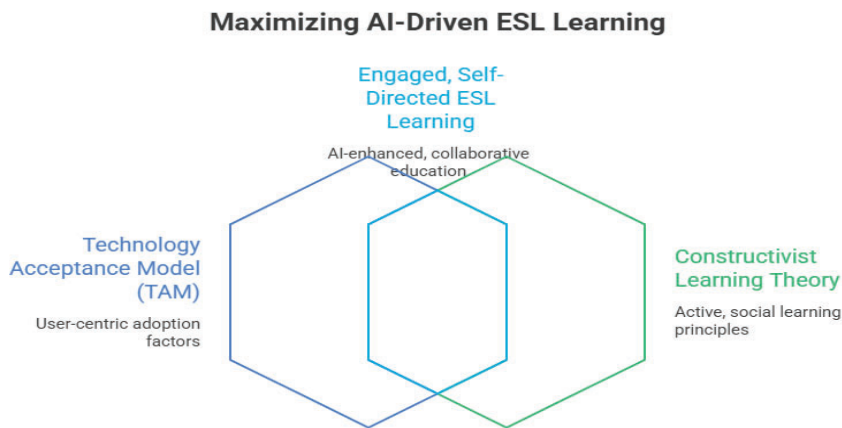 Maximizing AI-Driven ESL Learning
Engaged, Self-
Directed ESL
Learning
AI-enhanced, collaborative
education
Technology
Acceptance Model
(TAM)
User-centric adoption
factors
Constructivist
Learning Theory
Active, social learning
principles